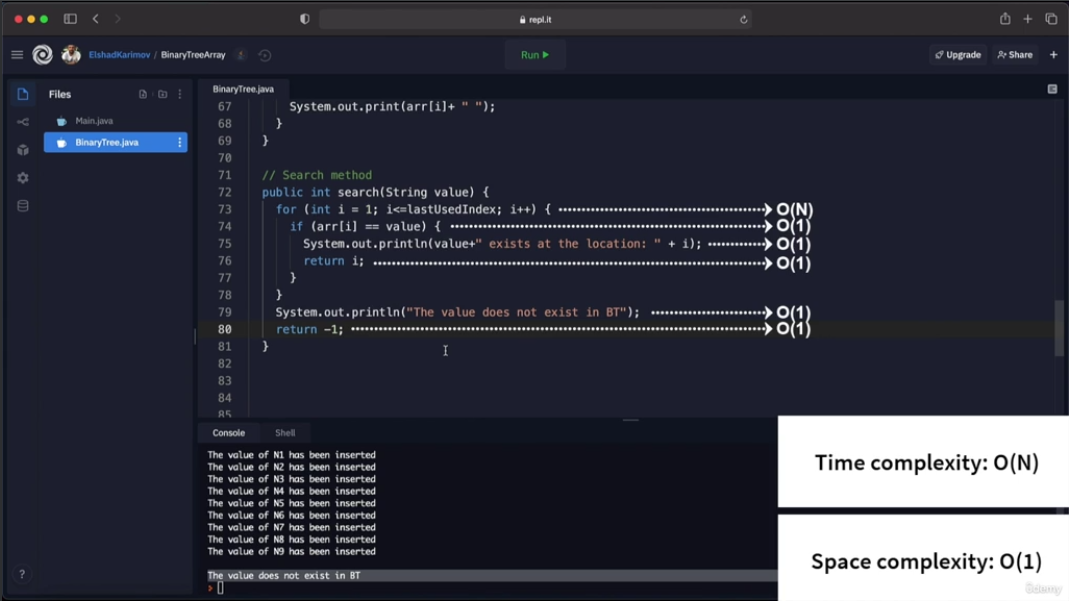 repl.it
ElshadKarimov / BinaryTreeArray
Run
Upgrade
Share
Files
Main.java
BinaryTree.java
BinaryTree.java
67 System.out.print(arr[i]+ " ");
68 }
69 }
70
71 // Search method
72 public int search(String value) {
73 for (int i = 1; i<=lastUsedIndex; i++) { O(N)
74 if (arr[i] == value) { O(1)
75 System.out.println(value+" exists at the location: " + i); O(1)
76 return i; O(1)
77 }
78 }
79 System.out.println("The value does not exist in BT"); O(1)
80 return -1; O(1)
81 }
82
83
84
85
Console Shell
The value of N1 has been inserted
The value of N2 has been inserted
The value of N3 has been inserted
The value of N4 has been inserted
The value of N5 has been inserted
The value of N6 has been inserted
The value of N7 has been inserted
The value of N8 has been inserted
The value of N9 has been inserted
The value does not exist in BT
Time complexity: O(N)
Space complexity: O(1)
Udemy